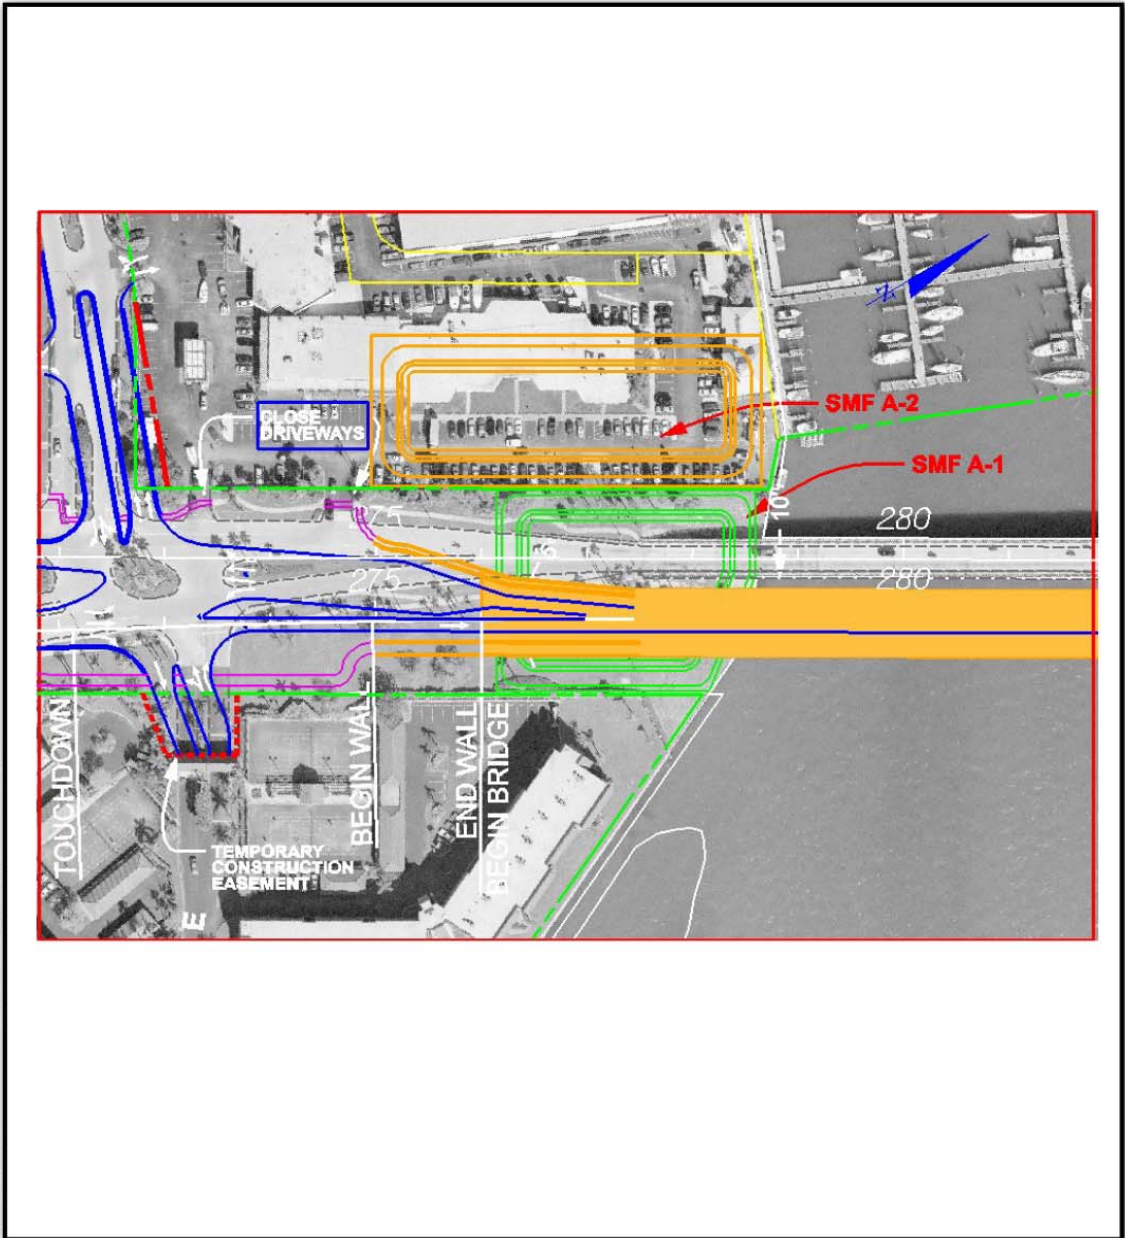 N
CLOSE
DRIVEWAYS
SMF A-2
SMF A-1
10'
275
280
275
280
TOUCHDOWN
BEGIN WALL
END WALL
BEGIN BRIDGE
TEMPORARY
CONSTRUCTION
EASEMENT
E